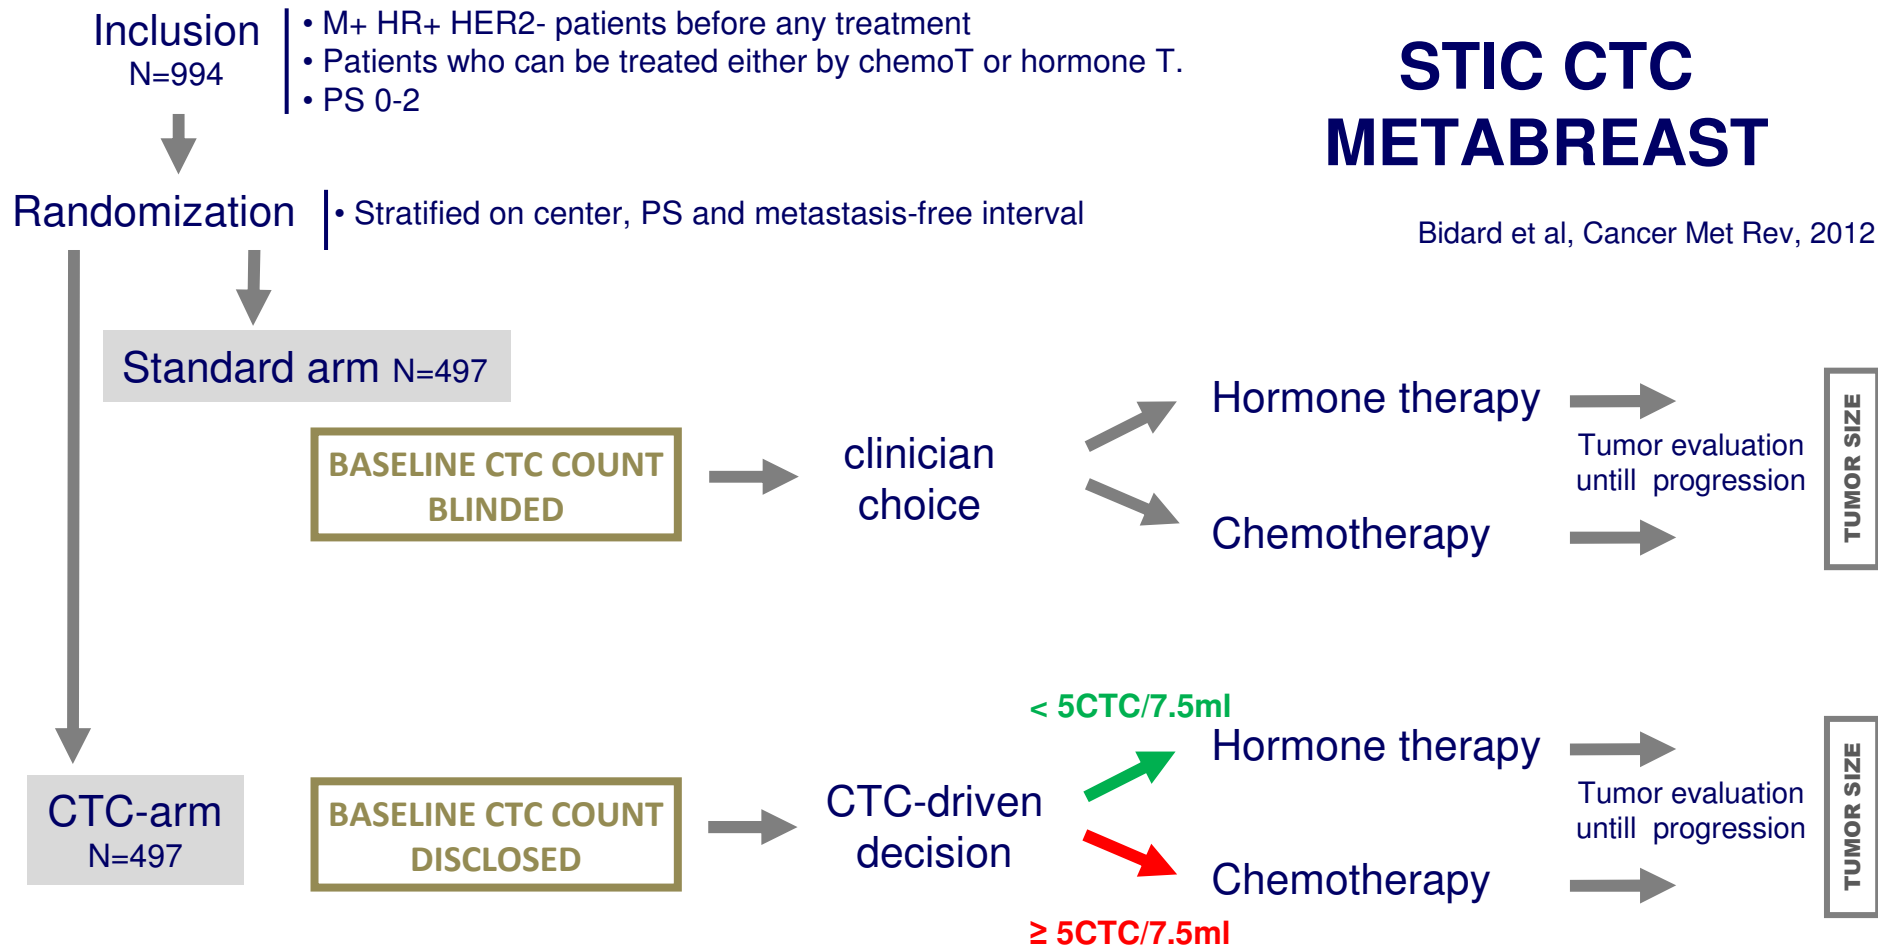 Inclusion
N=994
• M+ HR+ HER2- patients before any treatment
• Patients who can be treated either by chemoT or hormone T.
• PS 0-2
STIC CTC
METABREAST
Bidard et al, Cancer Met Rev, 2012
Randomization
• Stratified on center, PS and metastasis-free interval
Standard arm N=497
BASELINE CTC COUNT
BLINDED
clinician
choice
Hormone therapy
Chemotherapy
Tumor evaluation
untill progression
TUMOR SIZE
CTC-arm
N=497
BASELINE CTC COUNT
DISCLOSED
CTC-driven
decision
< 5CTC/7.5ml
Hormone therapy
Chemotherapy
≥ 5CTC/7.5ml
Tumor evaluation
untill progression
TUMOR SIZE